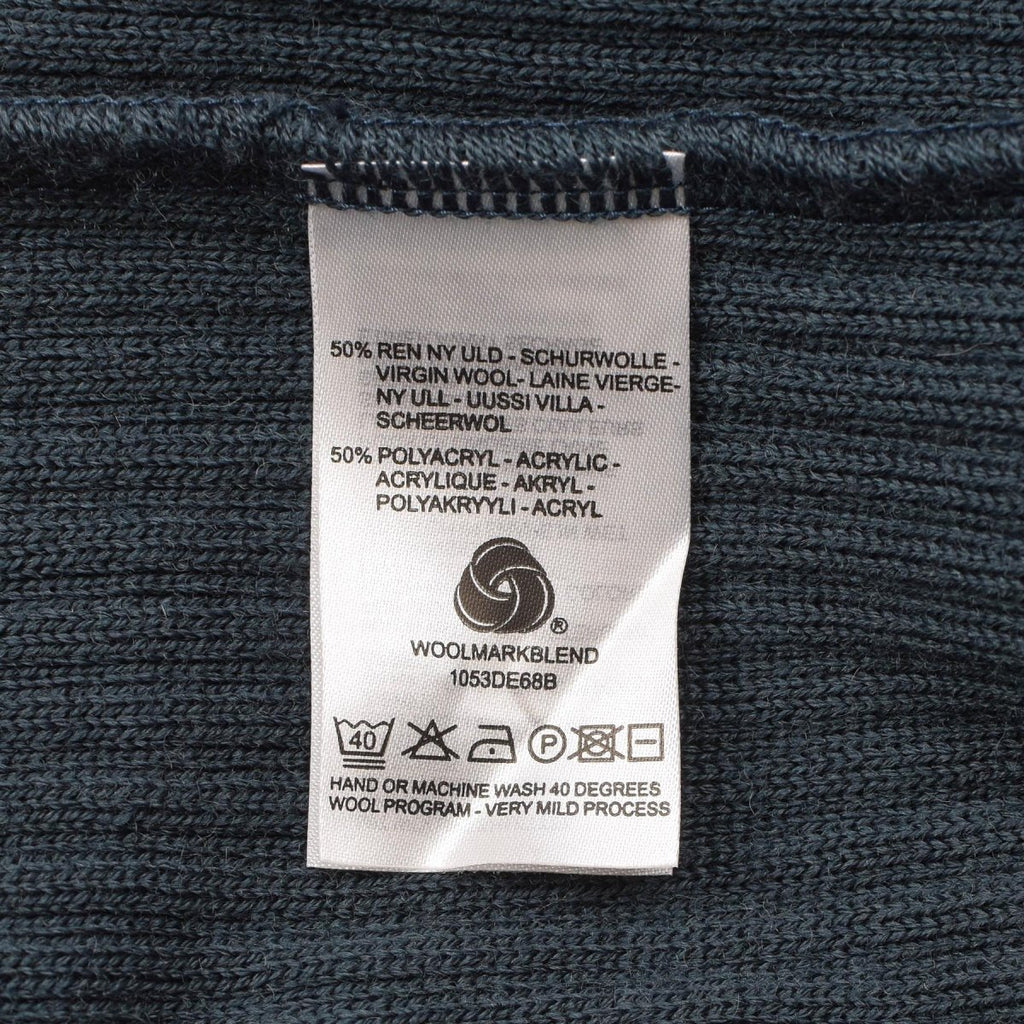 50% REN NY ULD - SCHURWOLLE -
VIRGIN WOOL- LAINE VIERGE-
NY ULL - UUSSI VILLA -
SCHEERWOL
50% POLYACRYL - ACRYLIC -
ACRYLIQUE - AKRYL -
POLYAKRYYLI - ACRYL
®
WOOLMARKBLEND
1053DE68B
40 P
HAND OR MACHINE WASH 40 DEGREES
WOOL PROGRAM - VERY MILD PROCESS